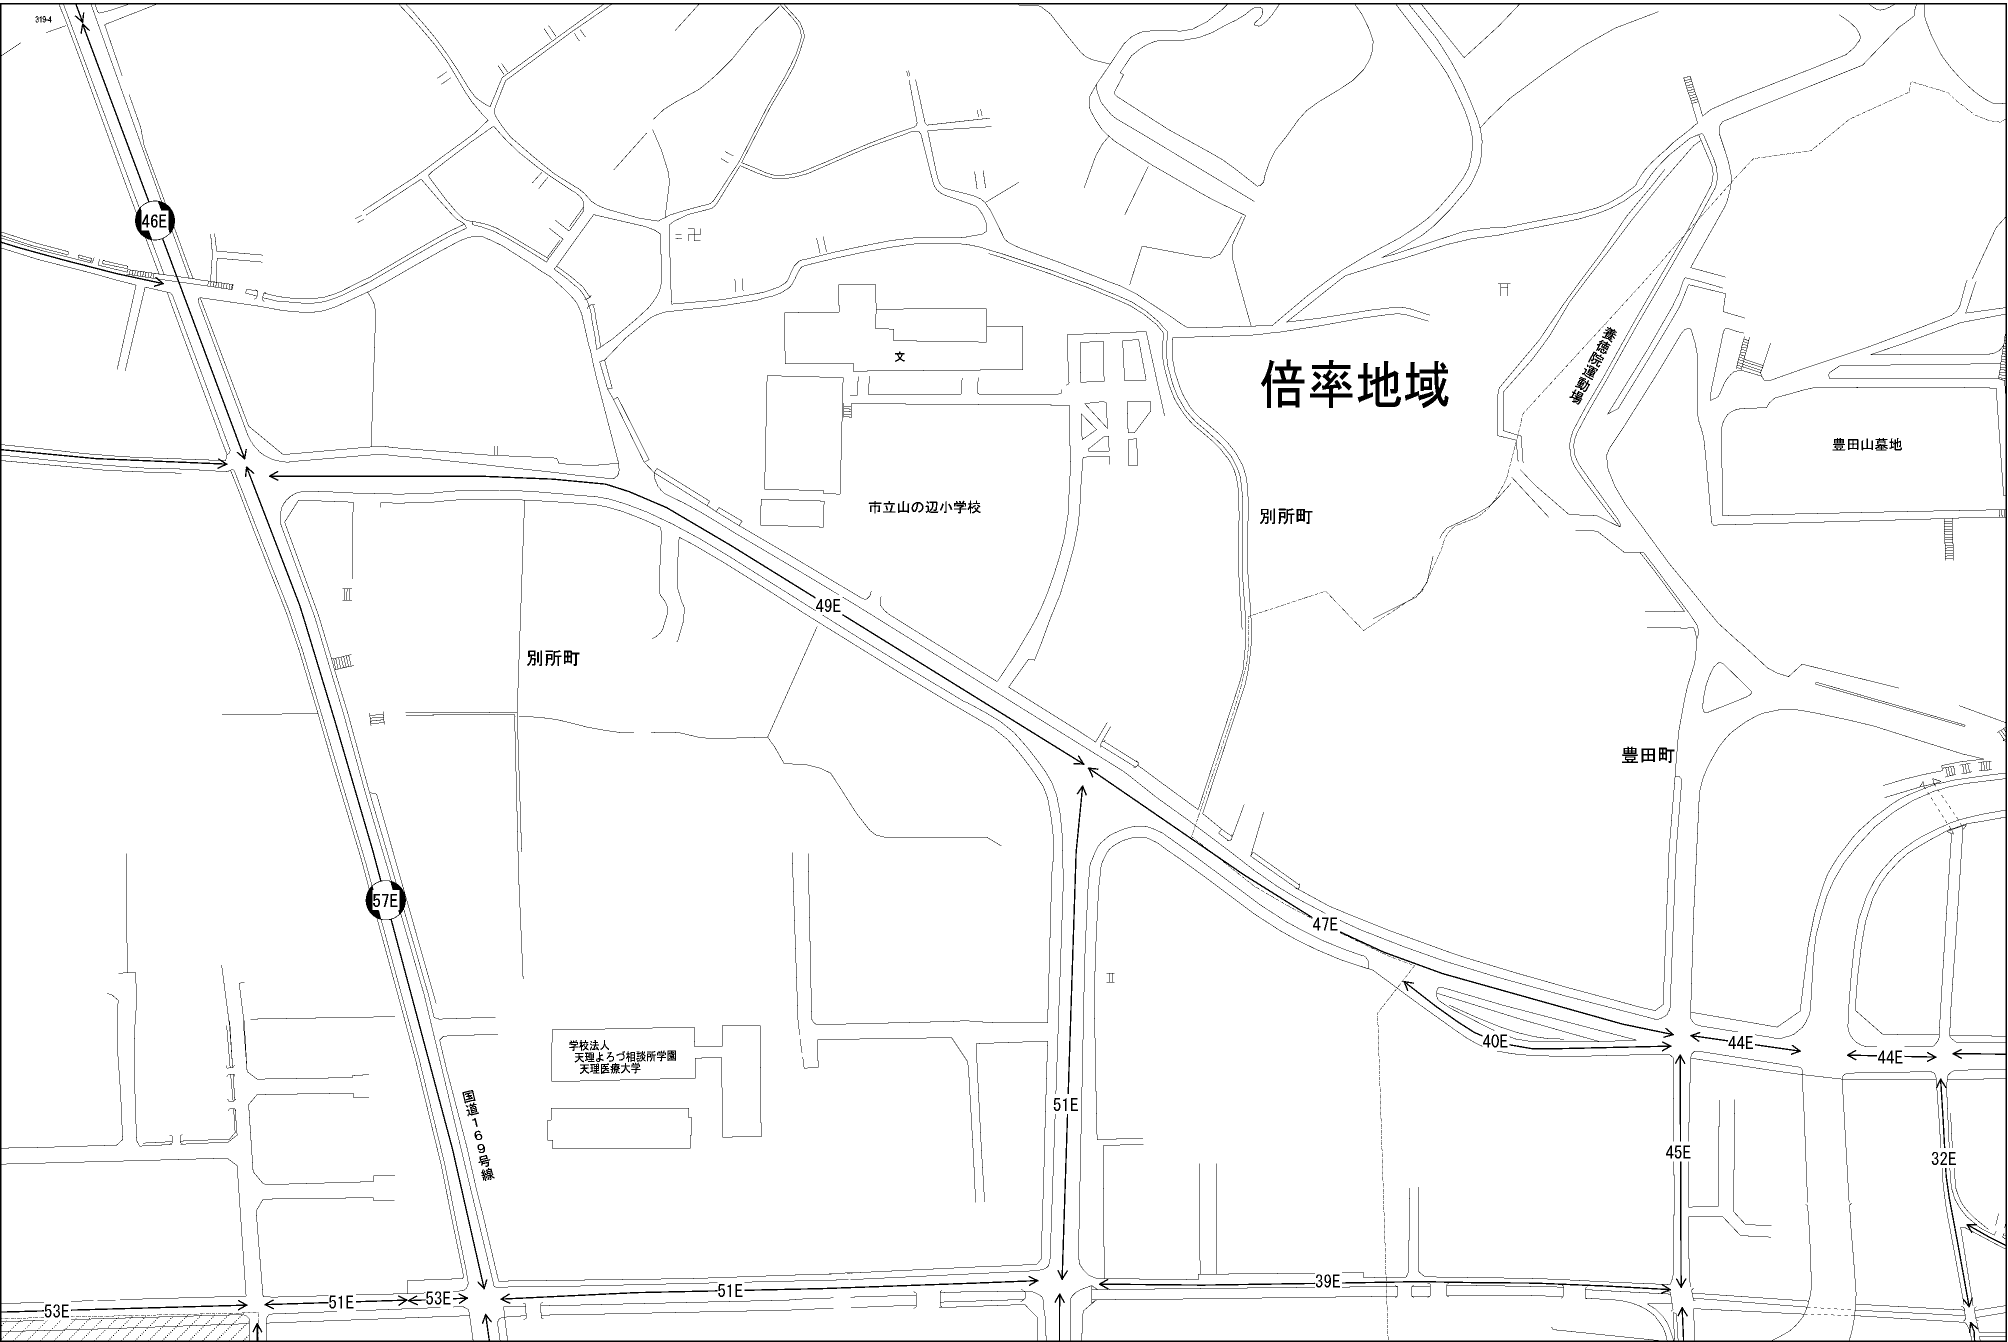 319-4
46E
文
倍率地域
養徳院運動場
豊田山墓地
市立山の辺小学校
別所町
49E
別所町
豊田町
57E
47E
学校法人
天理よろづ相談所学園
天理医療大学
40E
44E
44E
国道169号線
51E
45E
32E
53E
51E
53E
51E
39E